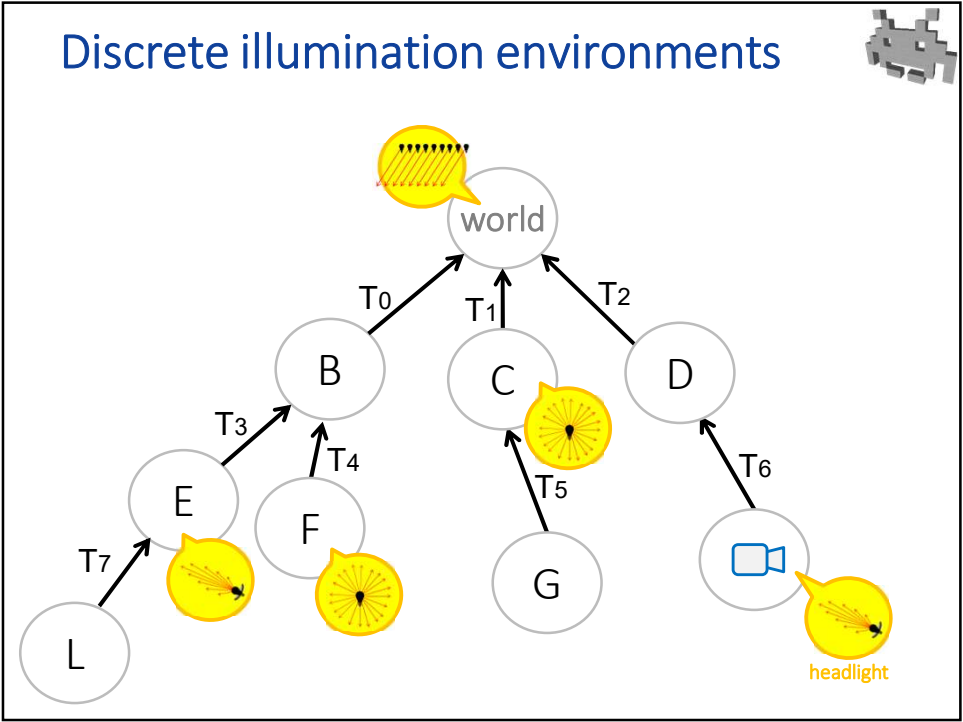 Discrete illumination environments
world
T0
T1
T2
B
C
D
T3
T4
T5
T6
E
F
G
T7
L
headlight